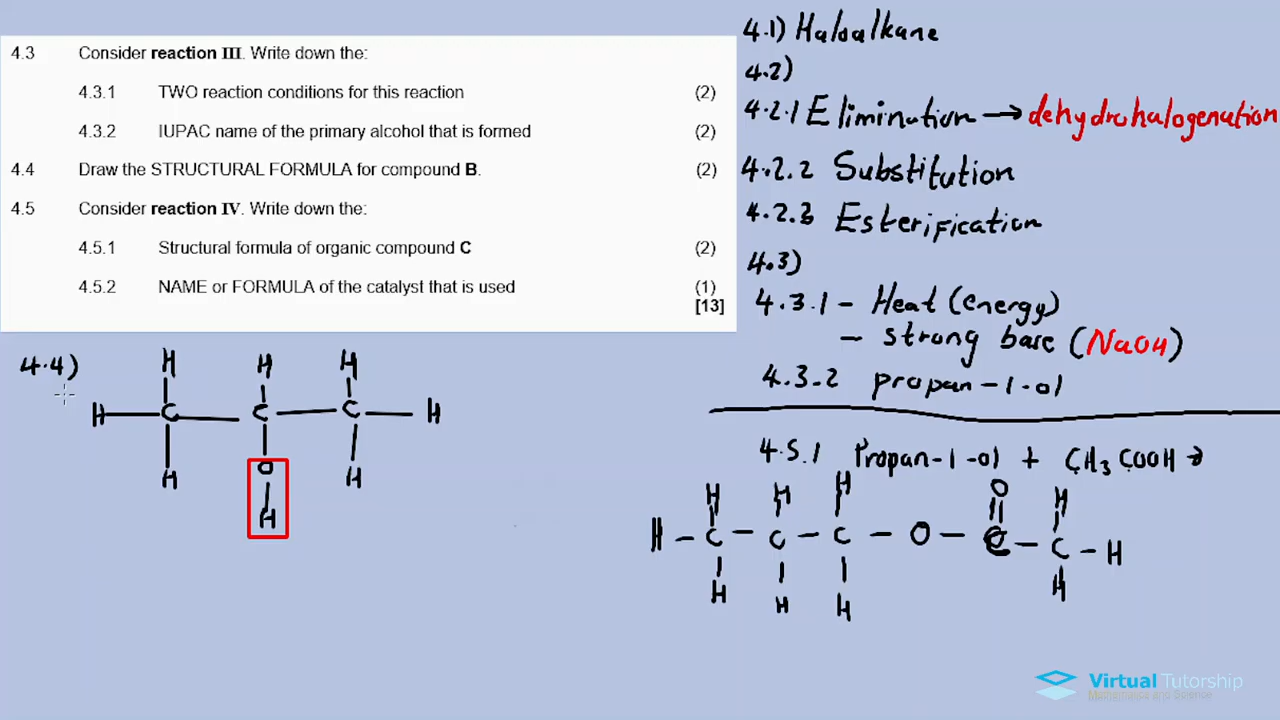 4.3 Consider reaction III. Write down the:
4.3.1 TWO reaction conditions for this reaction (2)
4.3.2 IUPAC name of the primary alcohol that is formed (2)
4.4 Draw the STRUCTURAL FORMULA for compound B. (2)
4.5 Consider reaction IV. Write down the:
4.5.1 Structural formula of organic compound C (2)
4.5.2 NAME or FORMULA of the catalyst that is used (1)
[13]
4.1) Haloalkane
4.2)
4.2.1 Elimination → dehydrohalogenation
4.2.2 Substitution
4.2.3 Esterification
4.3)
4.3.1 – Heat (energy)
– strong base (NaOH)
4.3.2 propan-1-ol
4.4)
H H H
H C C C H
H O H
H
4.5.1 Propan-1-ol + CH3COOH →
H H H O H
H – C – C – C – O – C – C – H
H H H H
Virtual Tutorship
Mathematics and Science